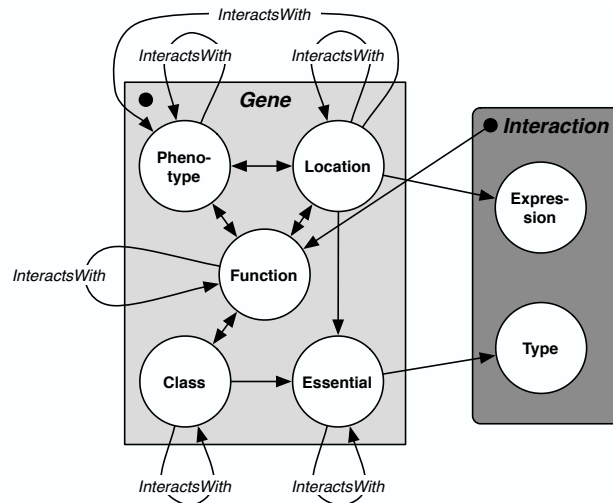 InteractsWith
InteractsWith
InteractsWith
Gene
Interaction
Pheno-
type
Location
Expres-
sion
InteractsWith
Function
Class
Essential
Type
InteractsWith
InteractsWith